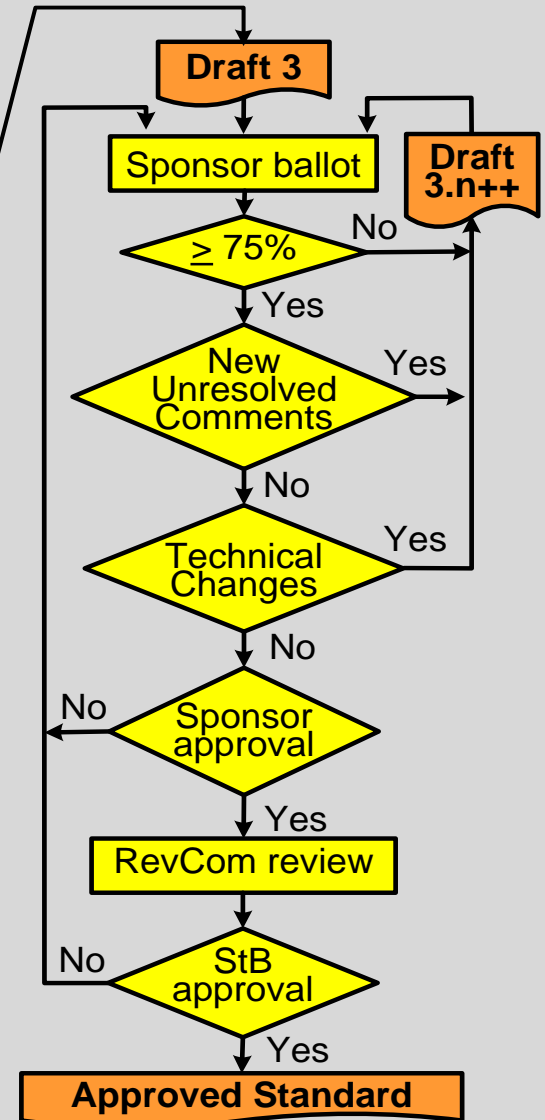 Draft 3
Sponsor ballot
Draft
3.n++
≥ 75%
No
Yes
New
Unresolved
Comments
Yes
No
Technical
Changes
Yes
No
Sponsor
approval
No
Yes
RevCom review
StB
approval
No
Yes
Approved Standard